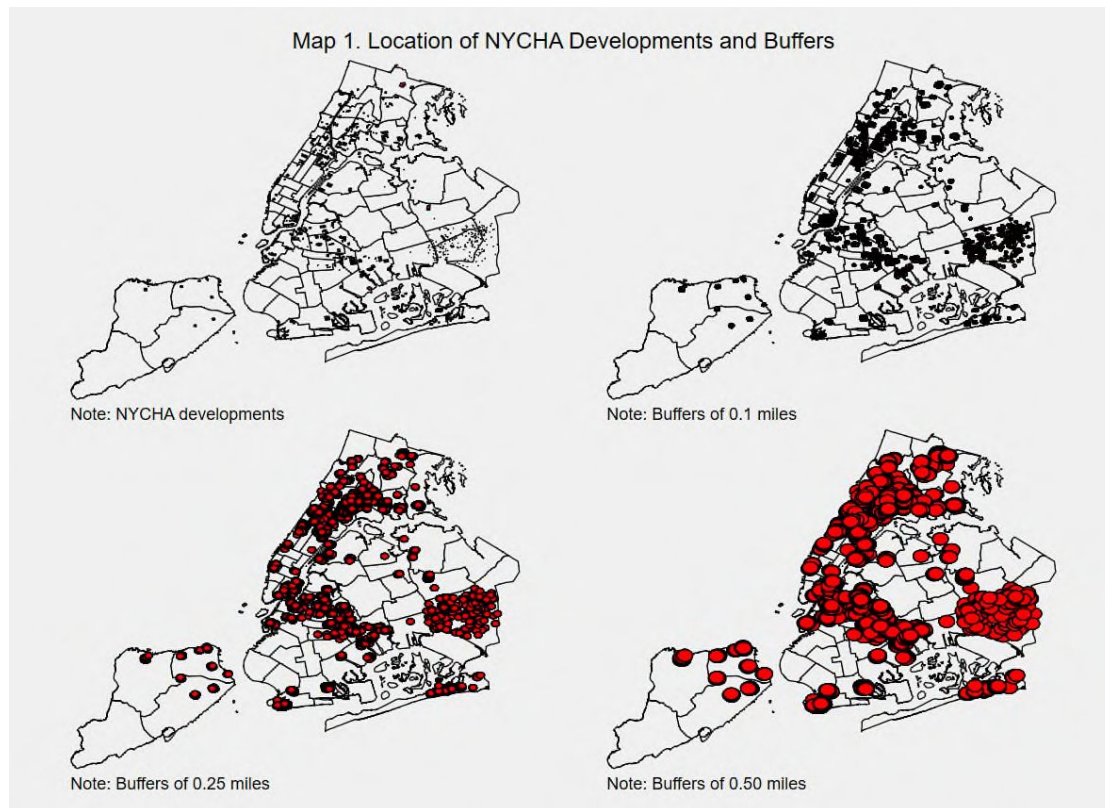 Map 1. Location of NYCHA Developments and Buffers
Note: NYCHA developments
Note: Buffers of 0.1 miles
Note: Buffers of 0.25 miles
Note: Buffers of 0.50 miles